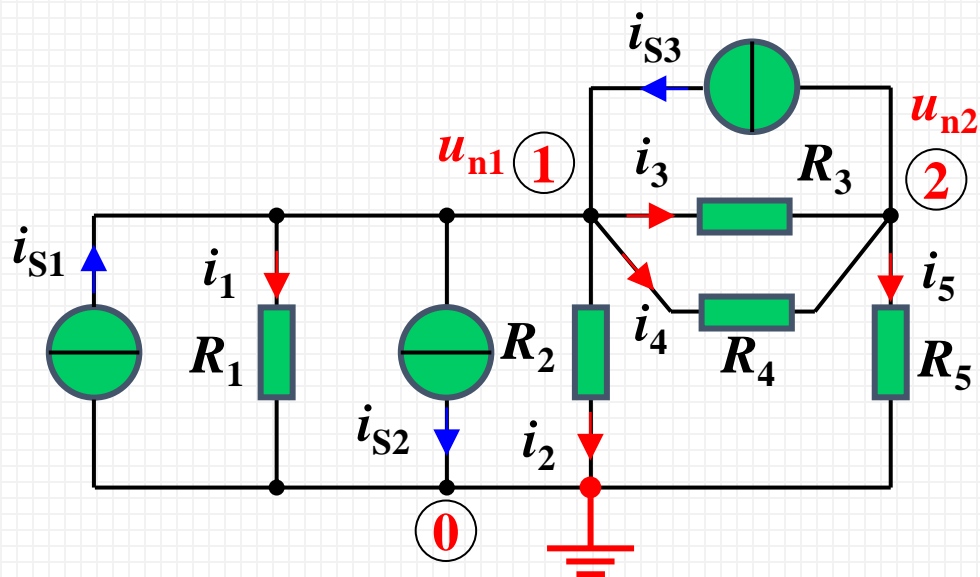 iS3
un2
un1 1 i3 R3 2
iS1 i1 i5
i4
R1 R2 R4 R5
iS2 i2
0